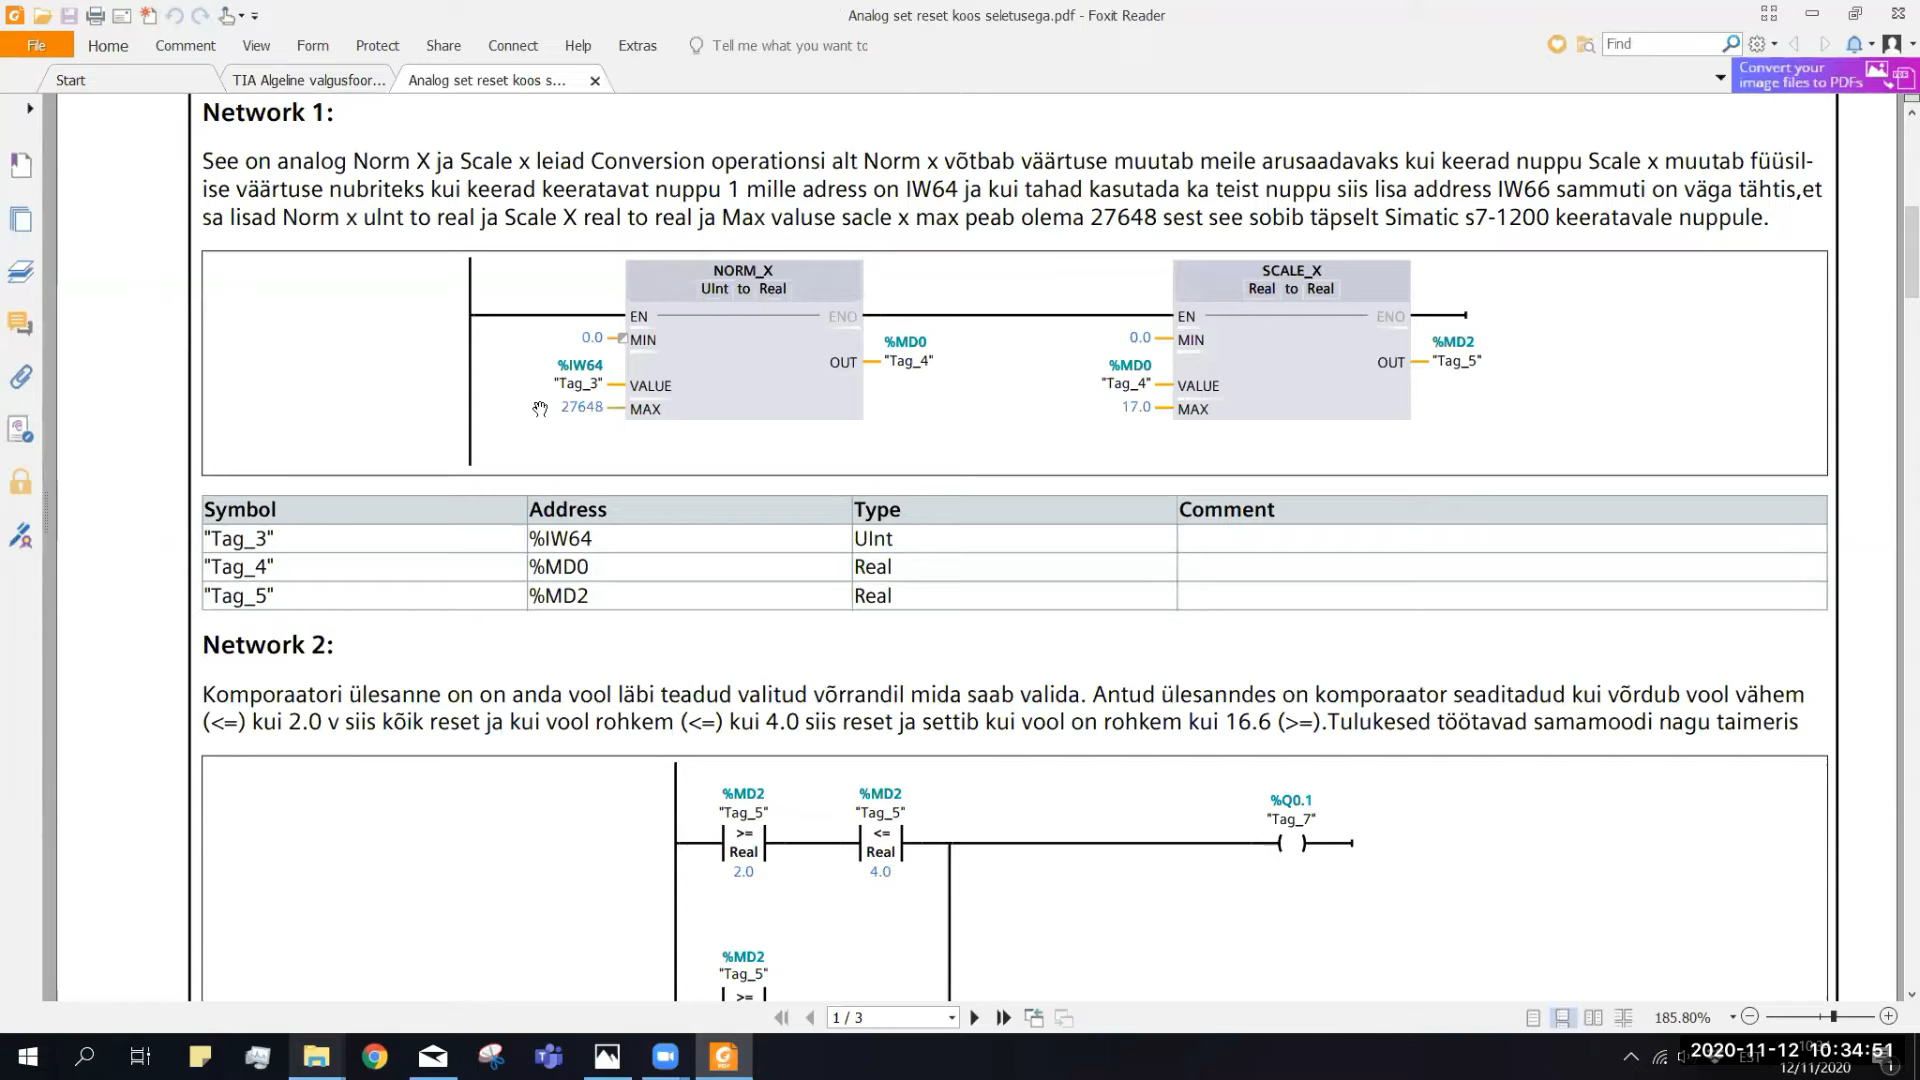 Analog set reset koos seletusega.pdf - Foxit Reader
File Home Comment View Form Protect Share Connect Help Extras Tell me what you want to Find
Start TIA Algeline valgusfoor... Analog set reset koos s...
Convert your
image files to PDFs
Network 1:
See on analog Norm X ja Scale x leiad Conversion operationsi alt Norm x võtbab väärtuse muutab meile arusaadavaks kui keerad nuppu Scale x muutab füüsil-
ise väärtuse nubriteks kui keerad keeratavat nuppu 1 mille adress on IW64 ja kui tahad kasutada ka teist nuppu siis lisa address IW66 sammuti on väga tähtis,et
sa lisad Norm x uInt to real ja Scale X real to real ja Max valuse sacle x max peab olema 27648 sest see sobib täpselt Simatic s7-1200 keeratavale nuppule.
NORM_X SCALE_X
UInt to Real Real to Real
EN ENO EN ENO
0.0 MIN %MD0 0.0 MIN %MD2
%IW64 OUT "Tag_4" %MD0 OUT "Tag_5"
"Tag_3" VALUE "Tag_4" VALUE
27648 MAX 17.0 MAX
Symbol Address Type Comment
"Tag_3" %IW64 UInt
"Tag_4" %MD0 Real
"Tag_5" %MD2 Real
Network 2:
Komporaatori ülesanne on on anda vool läbi teadud valitud võrrandil mida saab valida. Antud ülesanndes on komporaator seaditadud kui võrdub vool vähem
(<=) kui 2.0 v siis kõik reset ja kui vool rohkem (<=) kui 4.0 siis reset ja settib kui vool on rohkem kui 16.6 (>=).Tulukesed töötavad samamoodi nagu taimeris
%MD2 %MD2 %Q0.1
"Tag_5" "Tag_5" "Tag_7"
>= <=
Real Real
2.0 4.0
%MD2
"Tag_5"
>=
1 / 3 185.80%
2020-11-12 10:34:51
12/11/2020